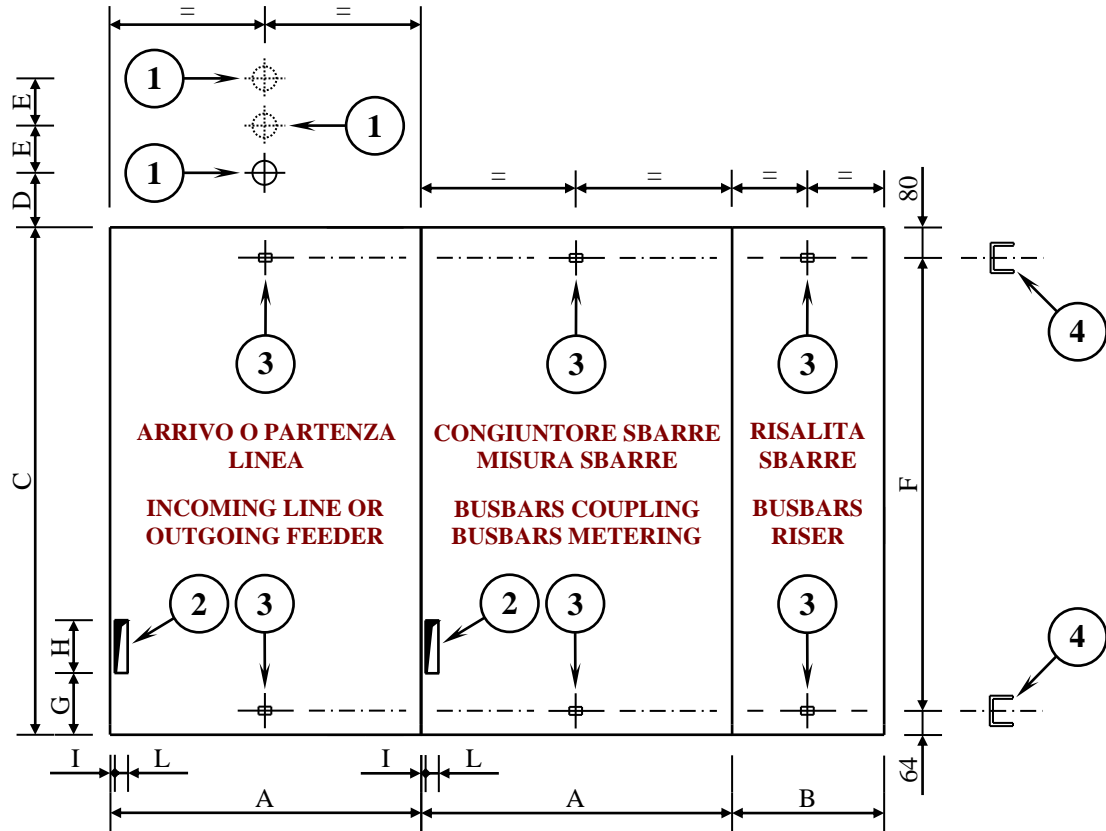 = =
1
E
1
E
1
D
= = = =
80
3 3 3
4
ARRIVO O PARTENZA
LINEA
INCOMING LINE OR
OUTGOING FEEDER
CONGIUNTORE SBARRE
MISURA SBARRE
BUSBARS COUPLING
BUSBARS METERING
RISALITA
SBARRE
BUSBARS
RISER
C
F
2 3 2 3 3
4
H
G
I L I L
64
A A B